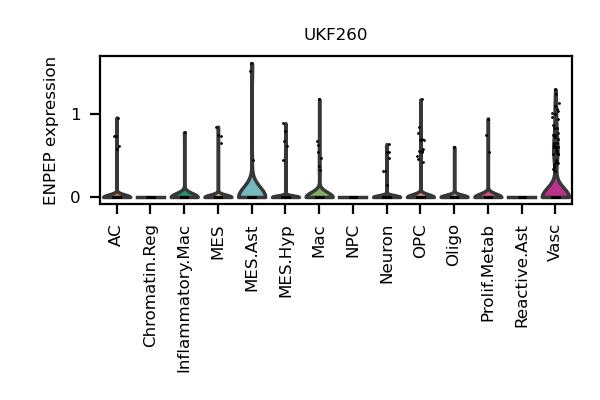 UKF260
ENPEP expression
1
0
AC
Chromatin.Reg
Inflammatory.Mac
MES
MES.Ast
MES.Hyp
Mac
NPC
Neuron
OPC
Oligo
Prolif.Metab
Reactive.Ast
Vasc